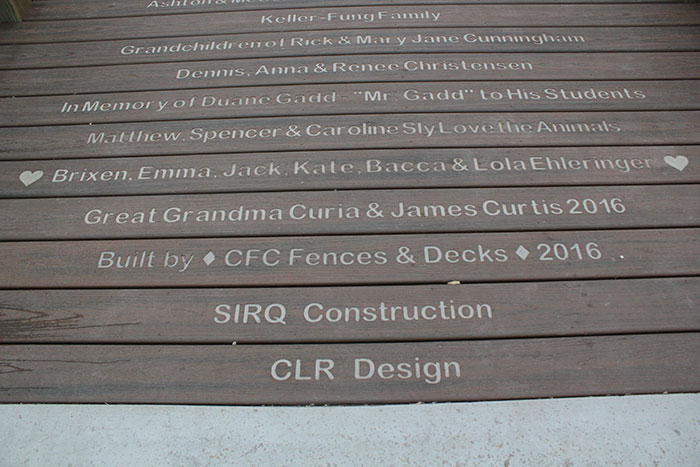 Ashton &
Keller-Fung Family
Grandchildren of Rick & Mary Jane Cunningham
Dennis, Anna & Renee Christensen
In Memory of Duane Gadd - "Mr. Gadd" to His Students
Matthew, Spencer & Caroline Sly Love the Animals
♥ Brixen, Emma, Jack, Kate, Bacca & Lola Ehleringer ♥
Great Grandma Curia & James Curtis 2016
Built by ♦ CFC Fences & Decks ♦ 2016
SIRQ Construction
CLR Design